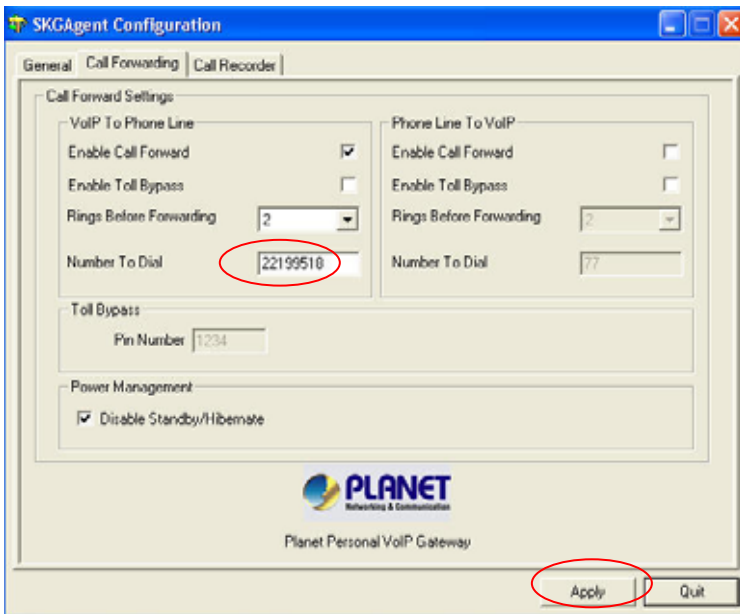 SKGAgent Configuration
General Call Forwarding Call Recorder
Call Forward Settings
VoIP To Phone Line
Enable Call Forward
Enable Toll Bypass
Rings Before Forwarding 2
Number To Dial 22199518
Phone Line To VoIP
Enable Call Forward
Enable Toll Bypass
Rings Before Forwarding 2
Number To Dial 77
Toll Bypass
Pin Number 1234
Power Management
Disable Standby/Hibernate
PLANET
Networking & Communication
Planet Personal VoIP Gateway
Apply Quit